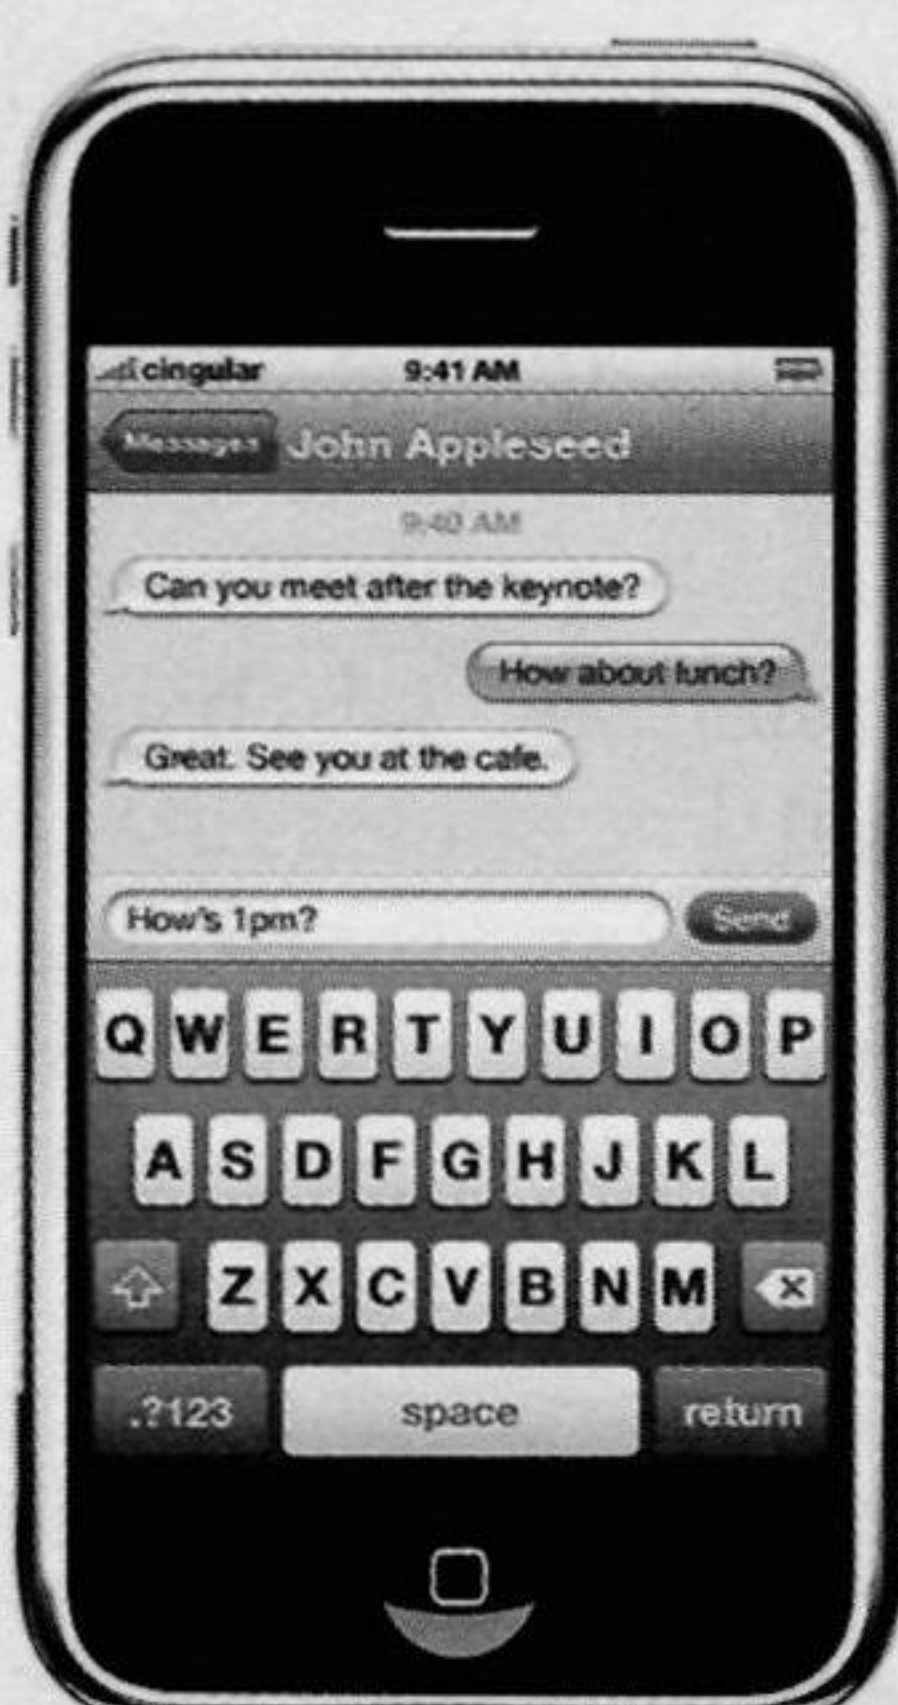 cingular 9:41 AM
Messages John Appleseed
9:40 AM
Can you meet after the keynote?
How about lunch?
Great. See you at the cafe.
How's 1pm? Send
Q W E R T Y U I O P
A S D F G H J K L
Z X C V B N M
.?123 space return